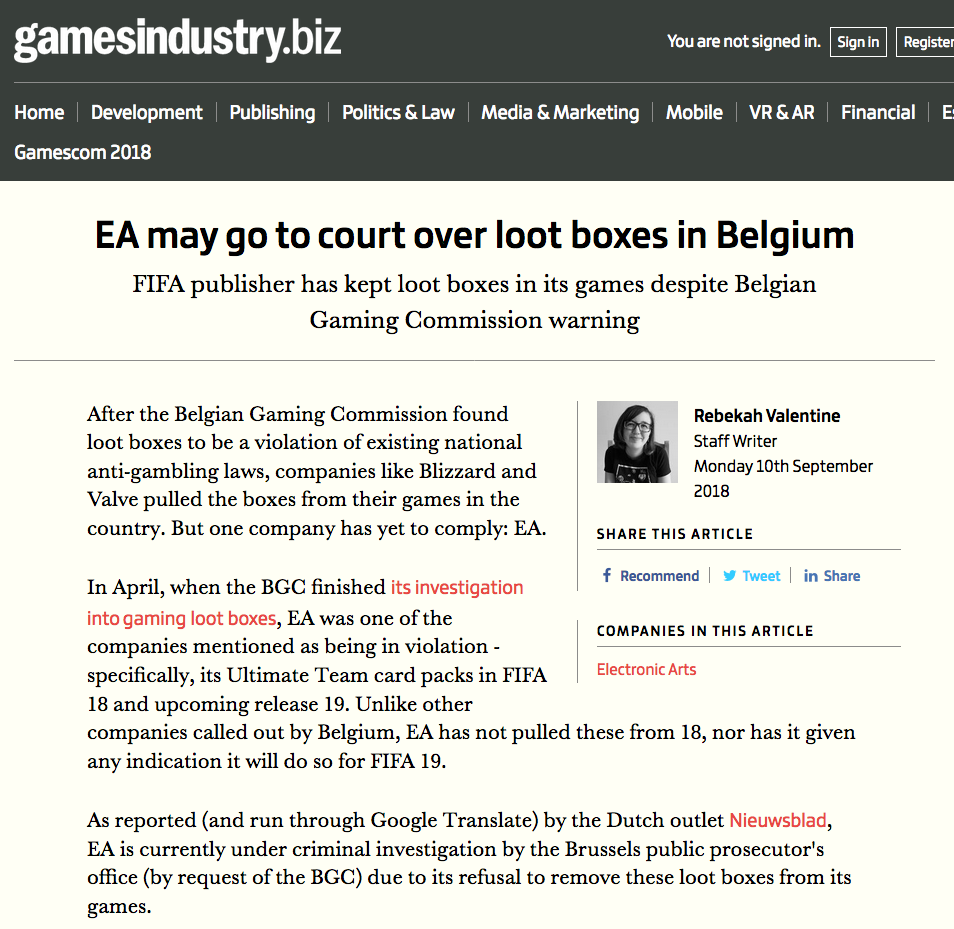 gamesindustry.biz
You are not signed in. Sign in Register
Home Development Publishing Politics & Law Media & Marketing Mobile VR & AR Financial
Gamescom 2018
EA may go to court over loot boxes in Belgium
FIFA publisher has kept loot boxes in its games despite Belgian
Gaming Commission warning
After the Belgian Gaming Commission found
loot boxes to be a violation of existing national
anti-gambling laws, companies like Blizzard and
Valve pulled the boxes from their games in the
country. But one company has yet to comply: EA.
In April, when the BGC finished its investigation
into gaming loot boxes, EA was one of the
companies mentioned as being in violation -
specifically, its Ultimate Team card packs in FIFA
18 and upcoming release 19. Unlike other
companies called out by Belgium, EA has not pulled these from 18, nor has it given
any indication it will do so for FIFA 19.
As reported (and run through Google Translate) by the Dutch outlet Nieuwsblad,
EA is currently under criminal investigation by the Brussels public prosecutor's
office (by request of the BGC) due to its refusal to remove these loot boxes from its
games.
Rebekah Valentine
Staff Writer
Monday 10th September
2018
SHARE THIS ARTICLE
Recommend Tweet Share
COMPANIES IN THIS ARTICLE
Electronic Arts